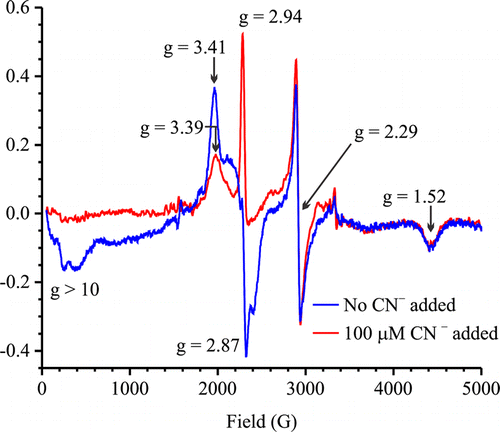 0.6
0.4
0.2
0.0
-0.2
-0.4
g = 2.94
g = 3.41
g = 3.39
g = 2.29
g = 1.52
g > 10
g = 2.87
No CN⁻ added
100 μM CN⁻ added
0 1000 2000 3000 4000 5000
Field (G)